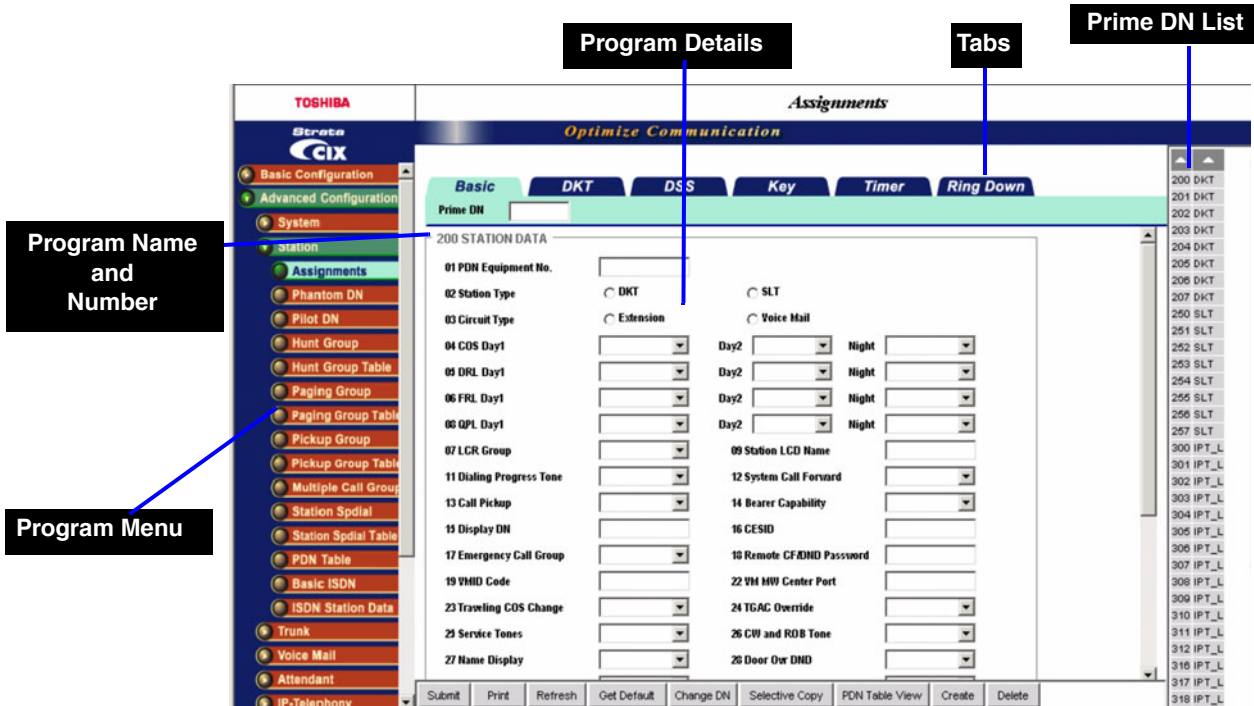 Program Details
Tabs
Prime DN List
TOSHIBA
Assignments
Strata
CIX
Optimize Communication
Basic Configuration
Advanced Configuration
System
Station
Assignments
Phantom DN
Pilot DN
Hunt Group
Hunt Group Table
Paging Group
Paging Group Table
Pickup Group
Pickup Group Table
Multiple Call Group
Station Spdial
Station Spdial Table
PDN Table
Basic ISDN
ISDN Station Data
Trunk
Voice Mail
Attendant
IP-Telephony
Program Name
and
Number
Program Menu
Basic DKT DSS Key Timer Ring Down
Prime DN
200 STATION DATA
01 PDN Equipment No.
02 Station Type DKT SLT
03 Circuit Type Extension Voice Mail
04 COS Day1 Day2 Night
05 DRL Day1 Day2 Night
06 FRL Day1 Day2 Night
08 QPL Day1 Day2 Night
07 LCR Group 09 Station LCD Name
11 Dialing Progress Tone 12 System Call Forward
13 Call Pickup 14 Bearer Capability
15 Display DN 16 CESID
17 Emergency Call Group 18 Remote CF/DND Password
19 VMID Code 22 VM MW Center Port
23 Traveling COS Change 24 TGAC Override
25 Service Tones 26 CW and ROB Tone
27 Name Display 28 Door Ovr DND
Submit Print Refresh Get Default Change DN Selective Copy PDN Table View Create Delete
200 DKT
201 DKT
202 DKT
203 DKT
204 DKT
205 DKT
206 DKT
207 DKT
250 SLT
251 SLT
252 SLT
253 SLT
254 SLT
255 SLT
256 SLT
257 SLT
300 IPT_L
301 IPT_L
302 IPT_L
303 IPT_L
304 IPT_L
305 IPT_L
306 IPT_L
307 IPT_L
308 IPT_L
309 IPT_L
310 IPT_L
311 IPT_L
312 IPT_L
316 IPT_L
317 IPT_L
318 IPT_L